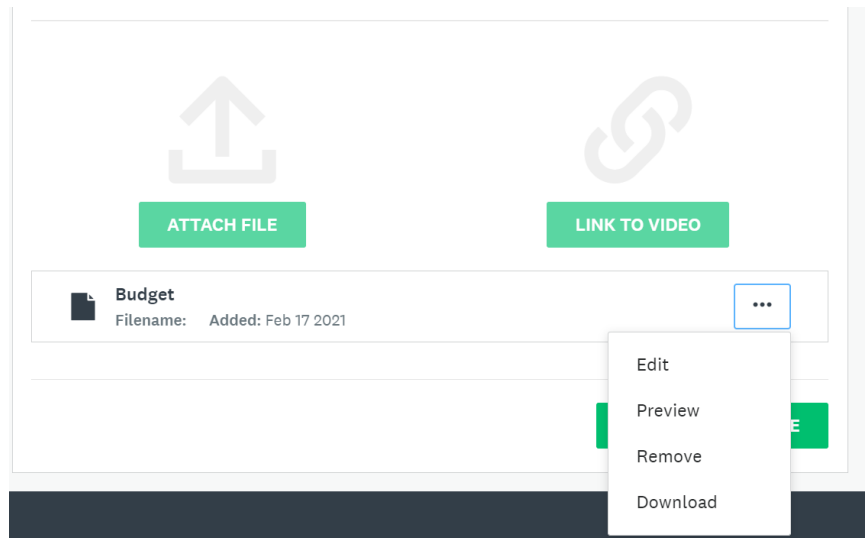 ATTACH FILE
LINK TO VIDEO
Budget
Filename: Added: Feb 17 2021
Edit
Preview
Remove
Download